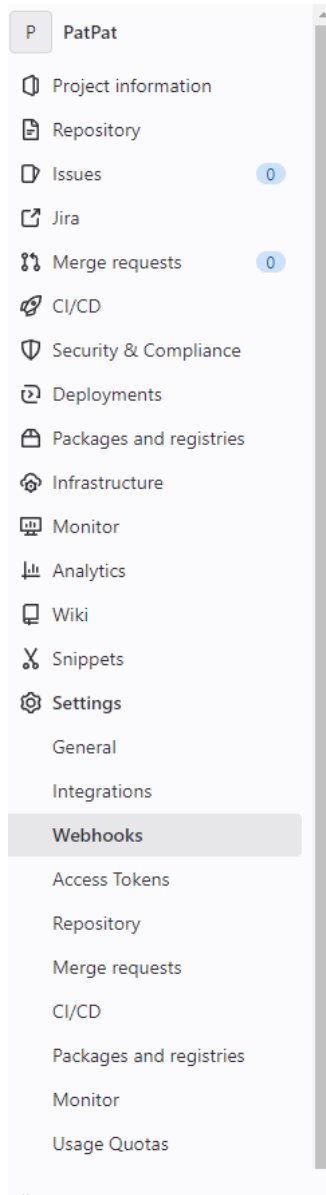 P PatPat
Project information
Repository
Issues 0
Jira
Merge requests 0
CI/CD
Security & Compliance
Deployments
Packages and registries
Infrastructure
Monitor
Analytics
Wiki
Snippets
Settings
General
Integrations
Webhooks
Access Tokens
Repository
Merge requests
CI/CD
Packages and registries
Monitor
Usage Quotas